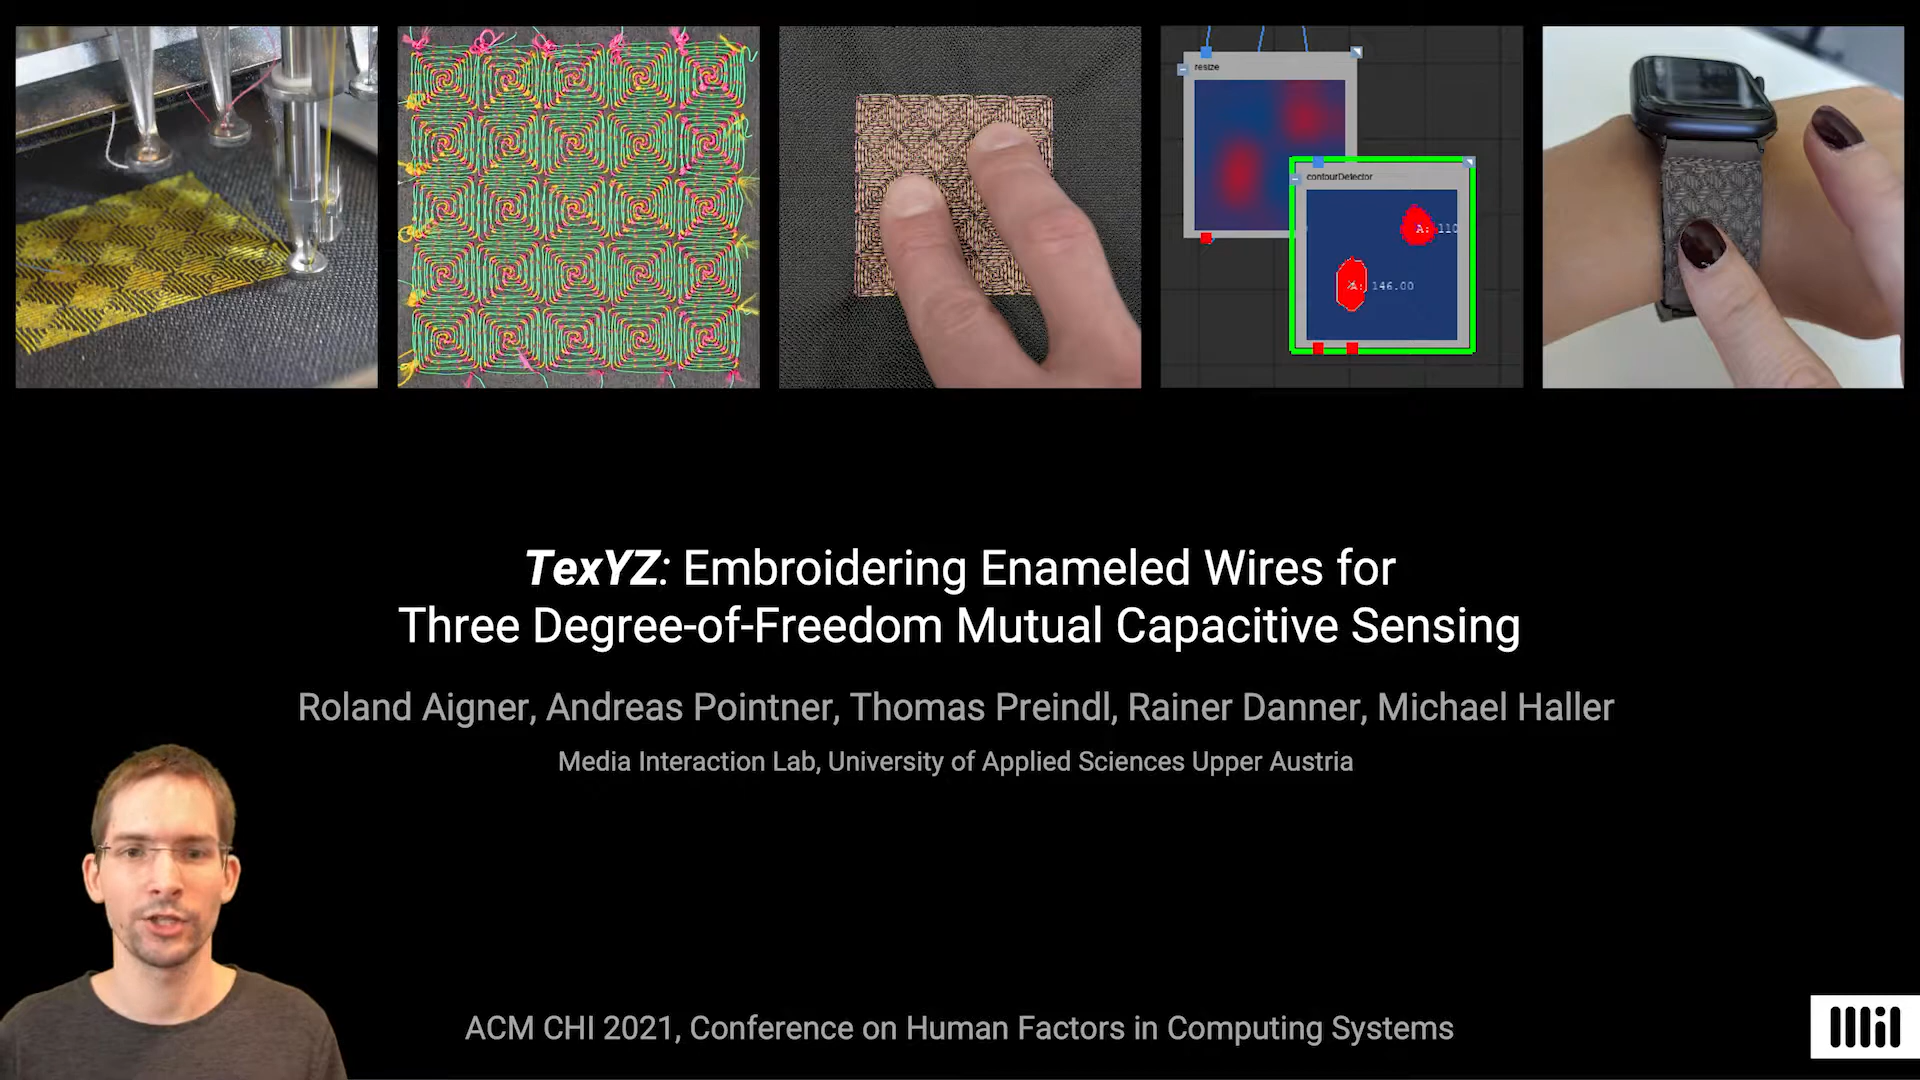 resize
contourDetector
A: 110
A: 146.00
TexYZ: Embroidering Enameled Wires for
Three Degree-of-Freedom Mutual Capacitive Sensing
Roland Aigner, Andreas Pointner, Thomas Preindl, Rainer Danner, Michael Haller
Media Interaction Lab, University of Applied Sciences Upper Austria
ACM CHI 2021, Conference on Human Factors in Computing Systems
mil